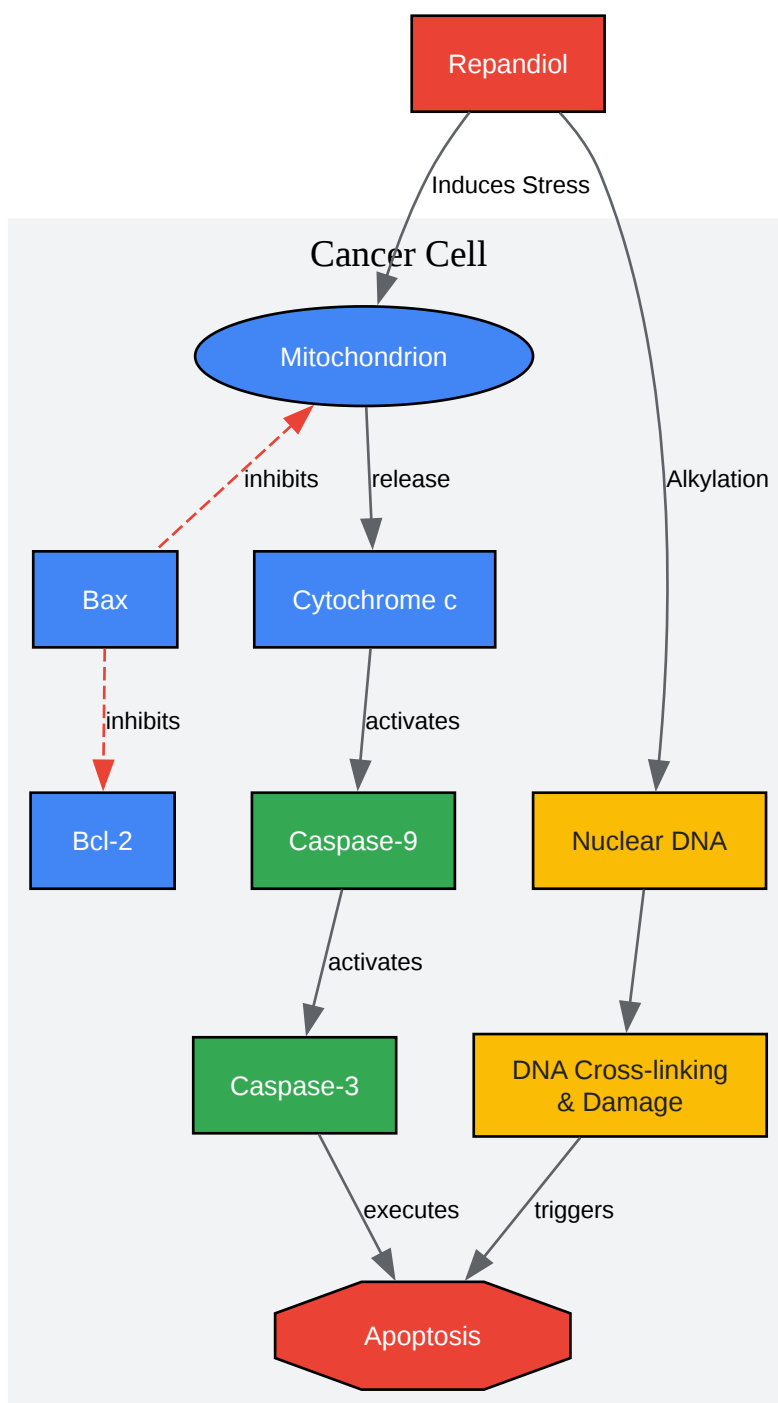 Repandiol
Induces Stress
Cancer Cell
Mitochondrion
inhibits
release
Alkylation
Bax
Cytochrome c
inhibits
activates
Bcl-2
Caspase-9
Nuclear DNA
activates
Caspase-3
DNA Cross-linking
& Damage
executes
triggers
Apoptosis